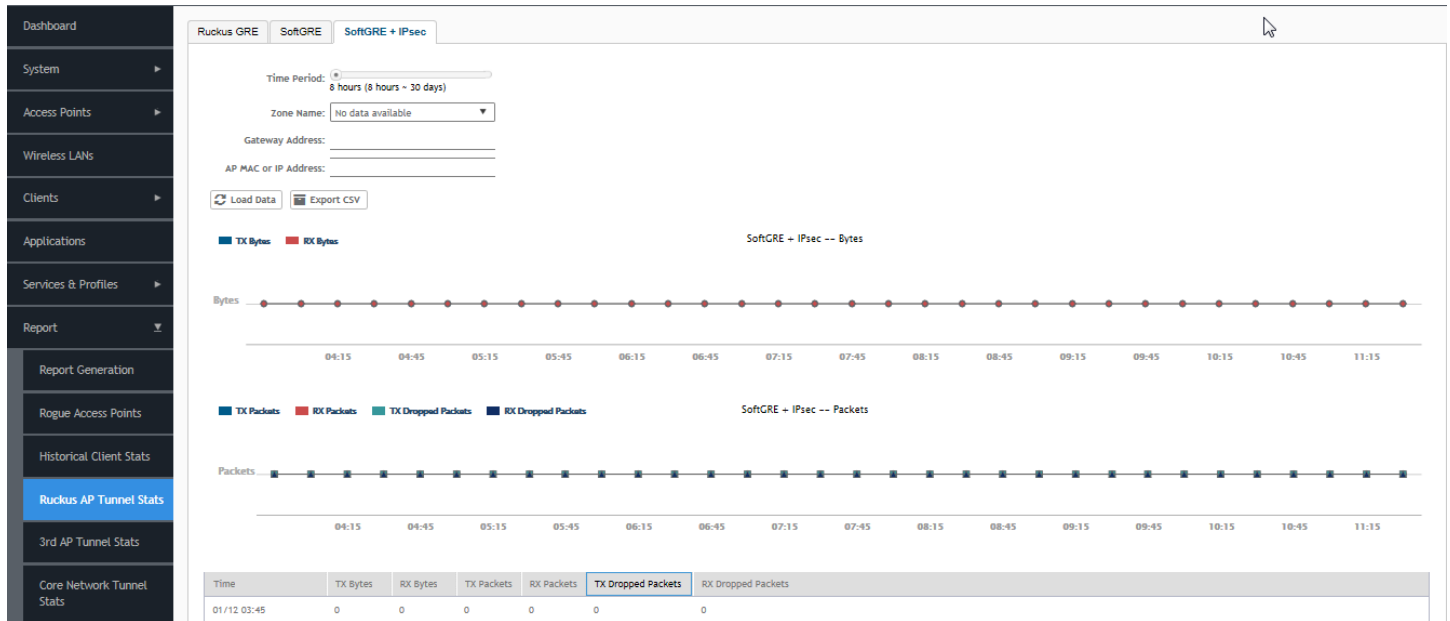 Dashboard
System
Access Points
Wireless LANs
Clients
Applications
Services & Profiles
Report
Report Generation
Rogue Access Points
Historical Client Stats
Ruckus AP Tunnel Stats
3rd AP Tunnel Stats
Core Network Tunnel
Stats
Ruckus GRE SoftGRE SoftGRE + IPsec
Time Period:
8 hours (8 hours ~ 30 days)
Zone Name: No data available
Gateway Address:
AP MAC or IP Address:
Load Data Export CSV
TX Bytes RX Bytes SoftGRE + IPsec -- Bytes
Bytes
04:15 04:45 05:15 05:45 06:15 06:45 07:15 07:45 08:15 08:45 09:15 09:45 10:15 10:45 11:15
TX Packets RX Packets TX Dropped Packets RX Dropped Packets SoftGRE + IPsec -- Packets
Packets
04:15 04:45 05:15 05:45 06:15 06:45 07:15 07:45 08:15 08:45 09:15 09:45 10:15 10:45 11:15
Time TX Bytes RX Bytes TX Packets RX Packets TX Dropped Packets RX Dropped Packets
01/12 03:45 0 0 0 0 0 0